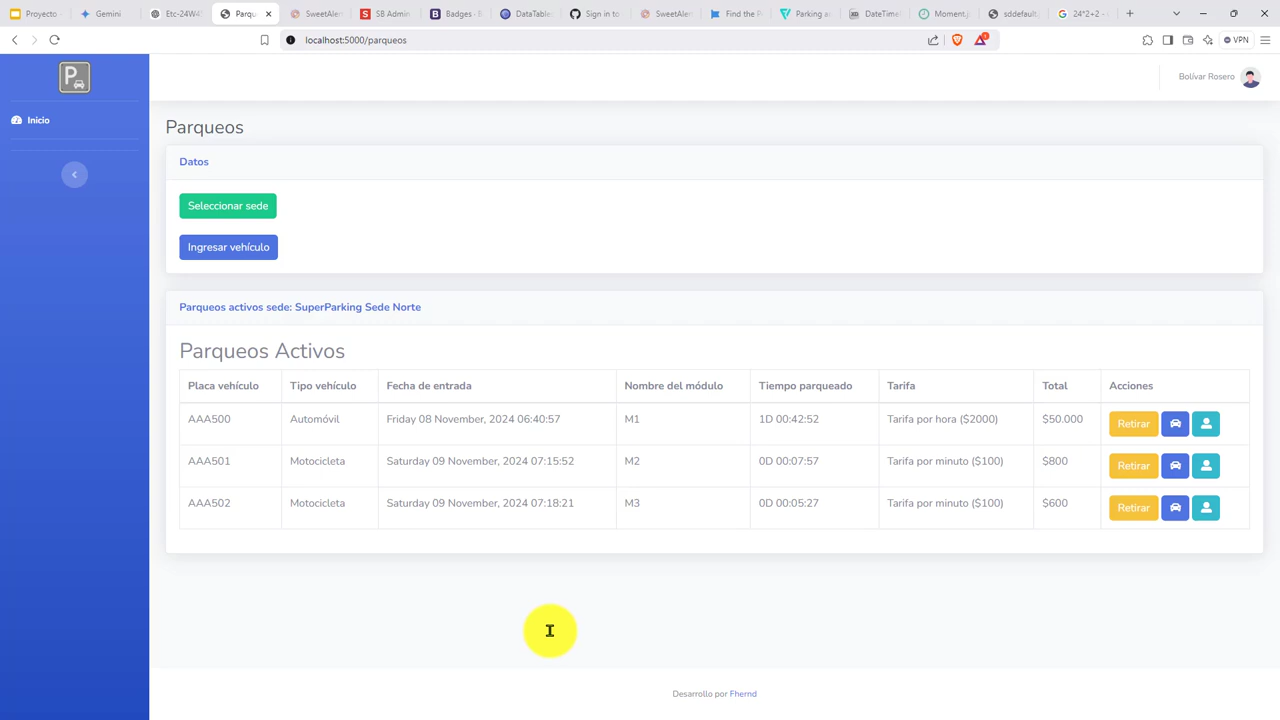 Proyecto
Gemini
Etc-24W4
Parqu
SweetAler
SB Admin
Badges - B
DataTable
Sign in to
SweetAler
Find the P
Parking a
DateTimeP
Moment.j
sddefault
24*2+2 -
localhost:5000/parqueos
VPN
Bolívar Rosero
Inicio
Parqueos
Datos
Seleccionar sede
Ingresar vehículo
Parqueos activos sede: SuperParking Sede Norte
Parqueos Activos
Placa vehículo Tipo vehículo Fecha de entrada Nombre del módulo Tiempo parqueado Tarifa Total Acciones
AAA500 Automóvil Friday 08 November, 2024 06:40:57 M1 1D 00:42:52 Tarifa por hora ($2000) $50.000 Retirar
AAA501 Motocicleta Saturday 09 November, 2024 07:15:52 M2 0D 00:07:57 Tarifa por minuto ($100) $800 Retirar
AAA502 Motocicleta Saturday 09 November, 2024 07:18:21 M3 0D 00:05:27 Tarifa por minuto ($100) $600 Retirar
Desarrollo por Fhernd